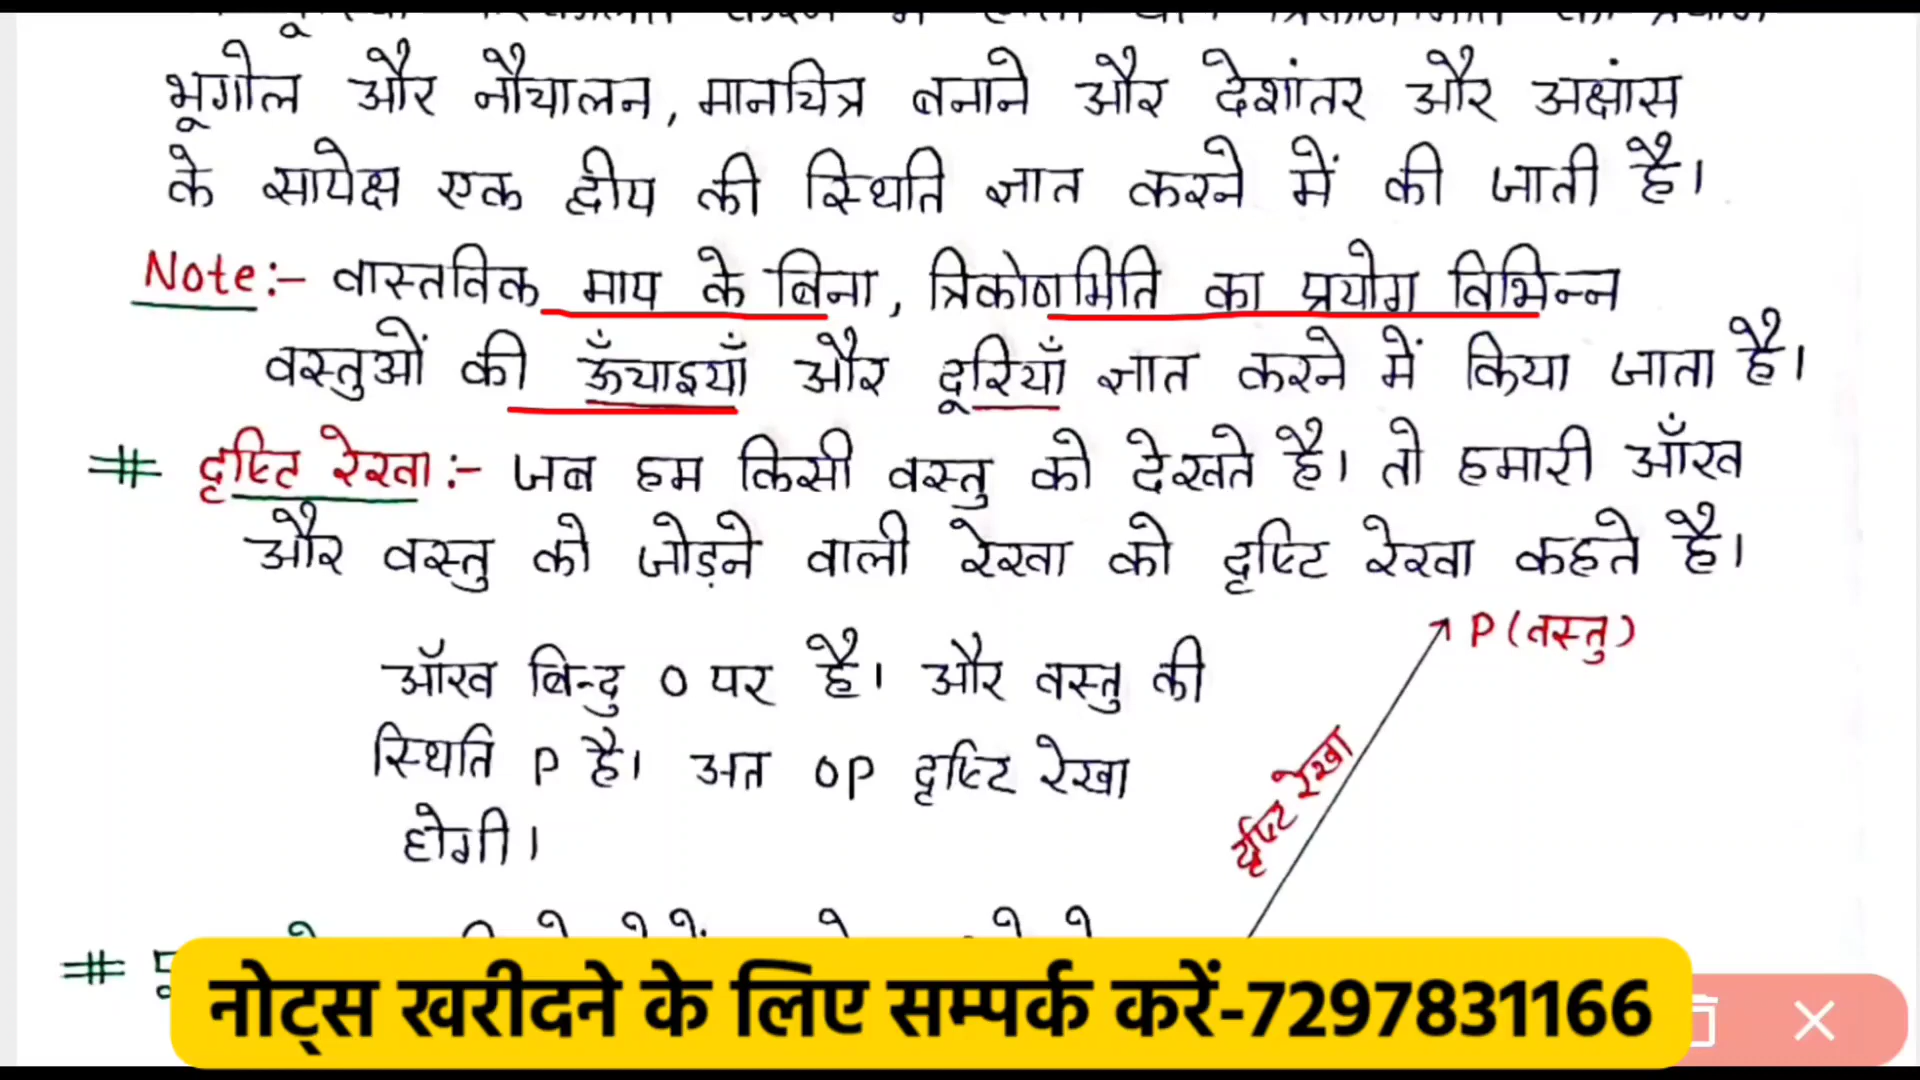 भूगोल और नौचालन, मानचित्र बनाने और देशांतर और अक्षांस
के सापेक्ष एक द्वीप की स्थिति ज्ञात करने में की जाती है।
Note:- वास्तविक माप के बिना, त्रिकोणमिति का प्रयोग विभिन्न
वस्तुओं की ऊँचाइयाँ और दूरियाँ ज्ञात करने में किया जाता है।
# दृष्टि रेखा:- जब हम किसी वस्तु को देखते है। तो हमारी आँख
और वस्तु को जोड़ने वाली रेखा को दृष्टि रेखा कहते है।
P (वस्तु)
आँख बिन्दु O पर है। और वस्तु की
स्थिति P है। अत OP दृष्टि रेखा
होगी।
दृष्टि रेखा
#
नोट्स खरीदने के लिए सम्पर्क करें-7297831166